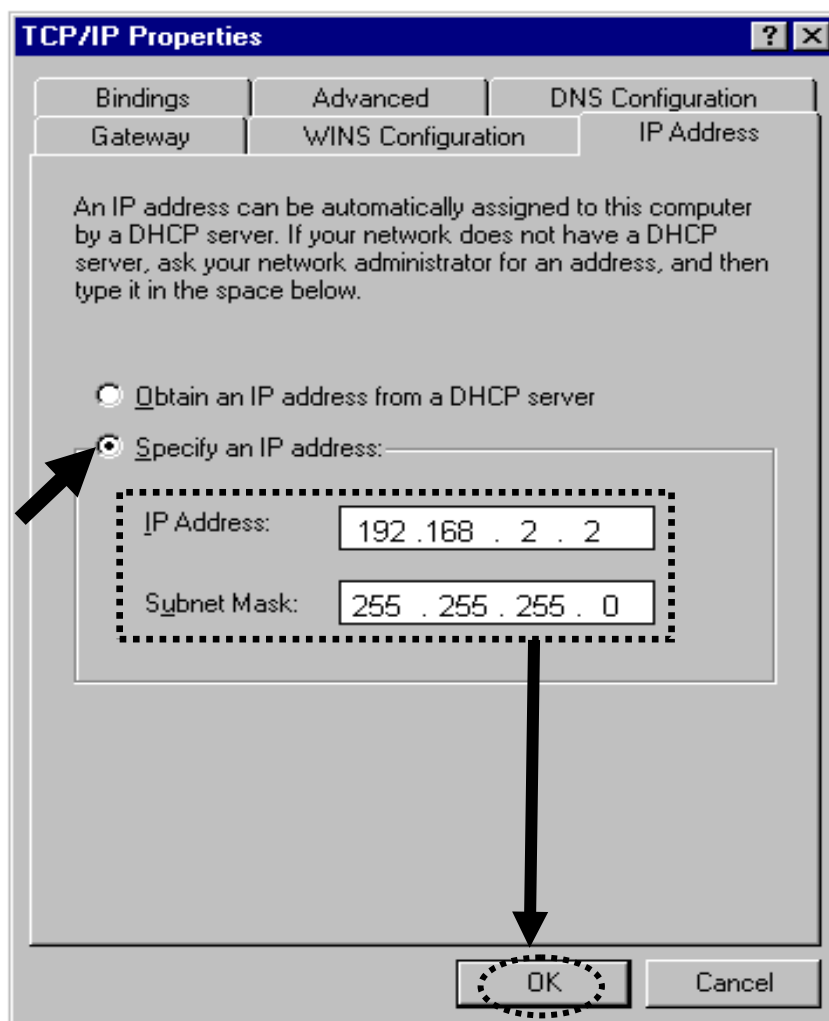 TCP/IP Properties
Bindings Advanced DNS Configuration
Gateway WINS Configuration IP Address
An IP address can be automatically assigned to this computer
by a DHCP server. If your network does not have a DHCP
server, ask your network administrator for an address, and then
type it in the space below.
Obtain an IP address from a DHCP server
Specify an IP address:
IP Address: 192 .168 . 2 . 2
Subnet Mask: 255 . 255 . 255 . 0
OK Cancel